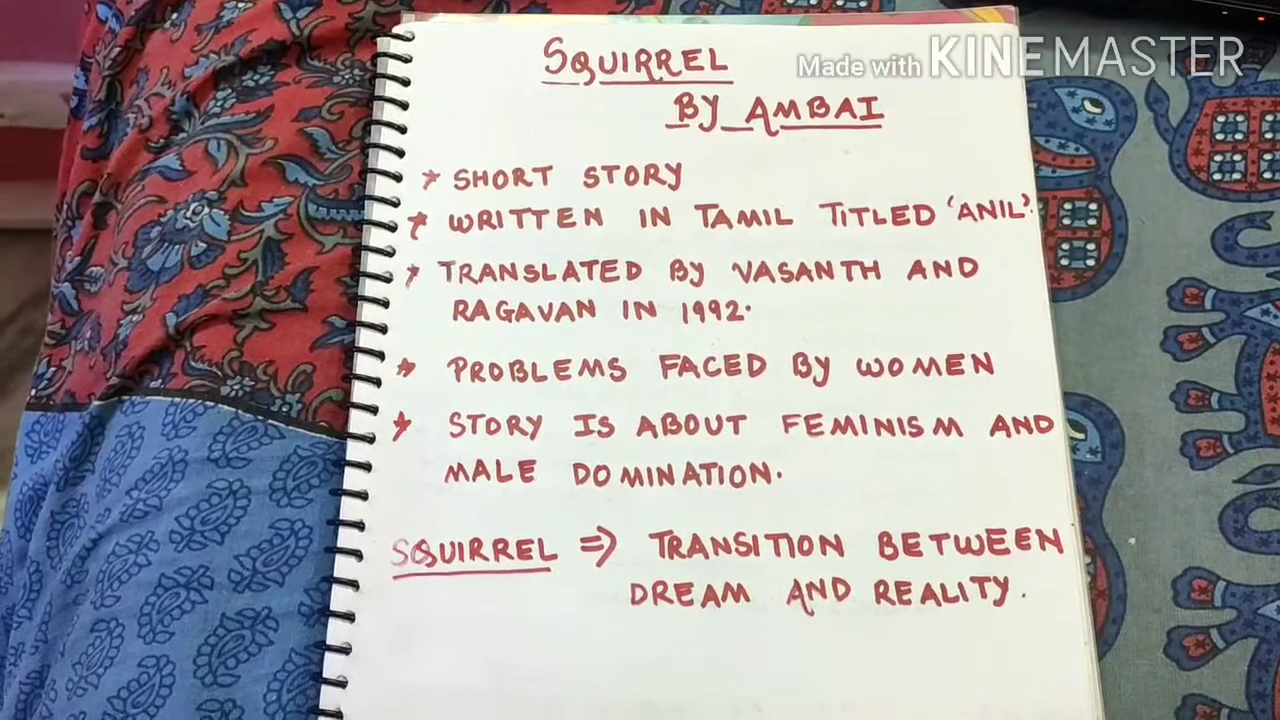 SQUIRREL
Made with KINEMASTER
BY AMBAI
* SHORT STORY
* WRITTEN IN TAMIL TITLED 'ANIL'.
* TRANSLATED BY VASANTH AND
RAGAVAN IN 1992.
* PROBLEMS FACED BY WOMEN
* STORY IS ABOUT FEMINISM AND
MALE DOMINATION.
SQUIRREL => TRANSITION BETWEEN
DREAM AND REALITY.